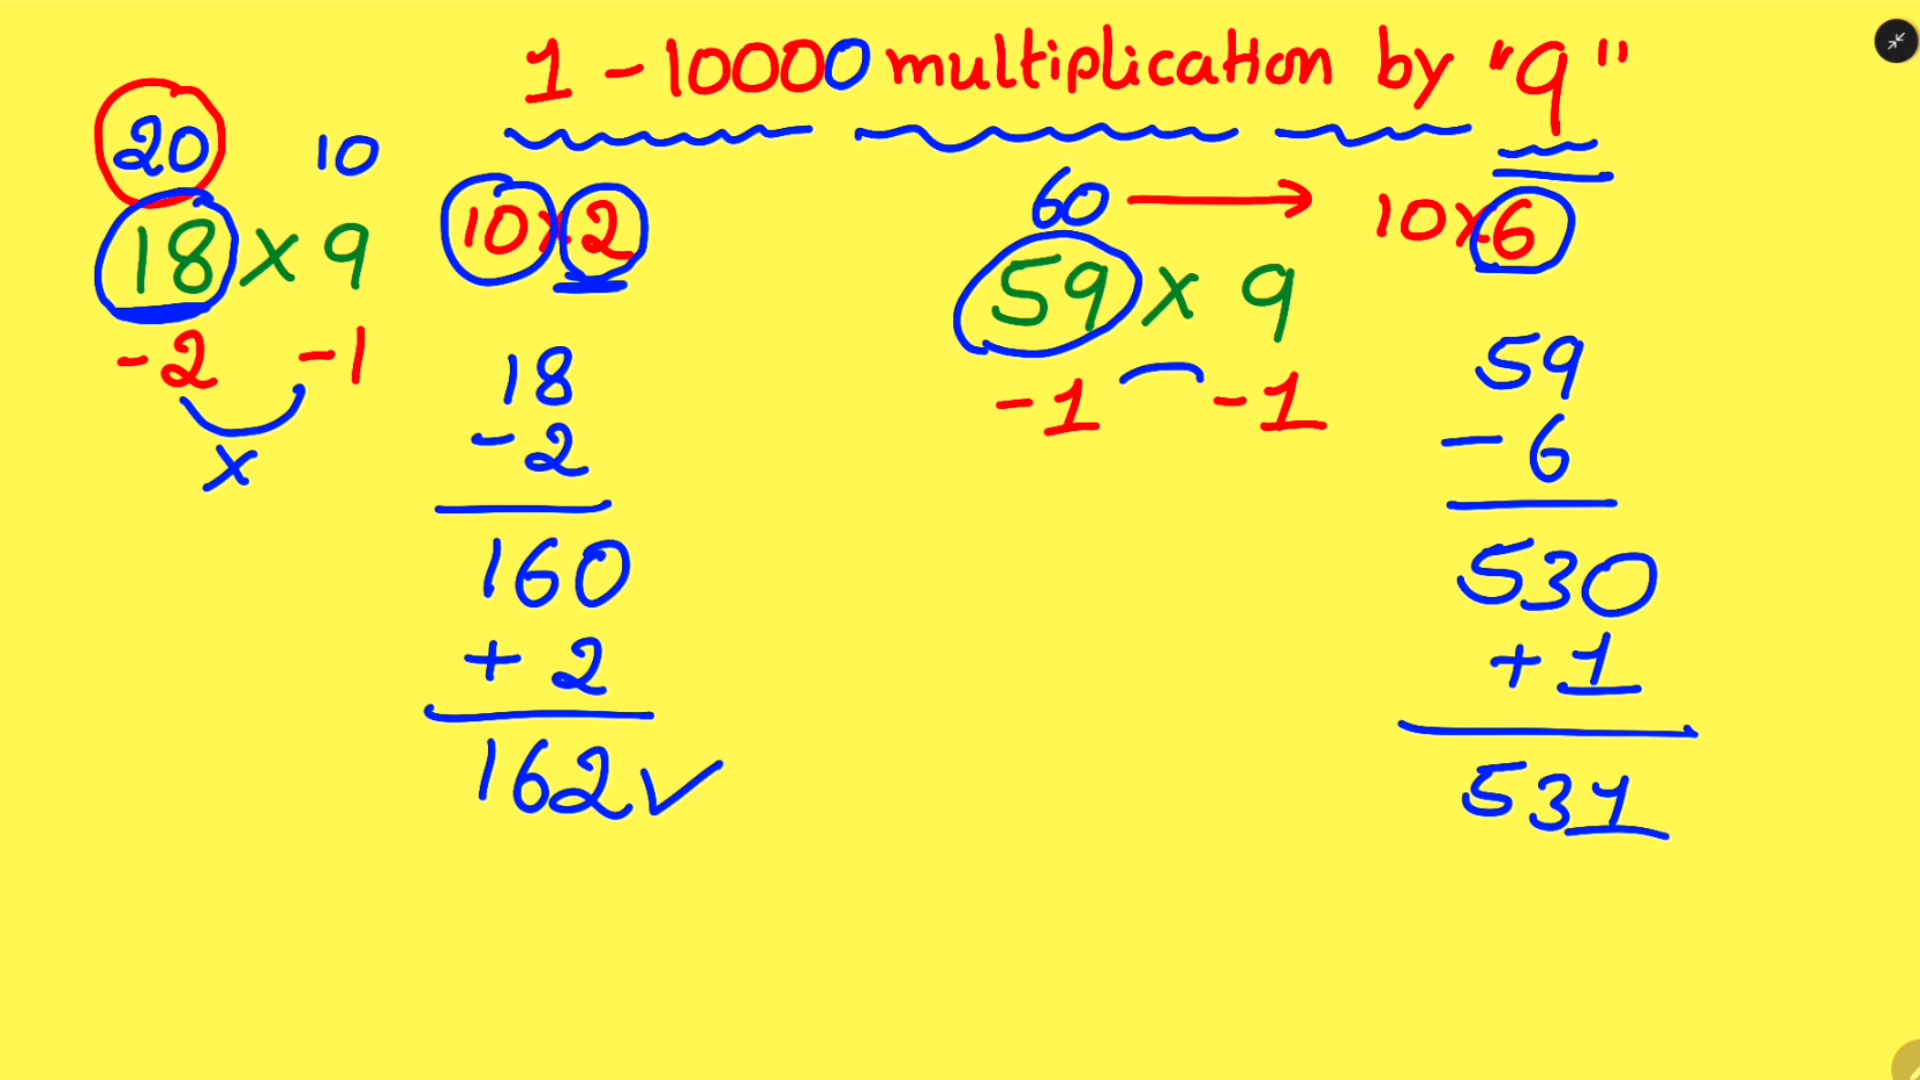 1 - 10000 multiplication by "9"
20 10
18 x 9
-2 -1
x
10x2
18
- 2
160
+ 2
162✓
60 → 10x6
59 x 9
-1 -1
59
- 6
530
+ 1
531